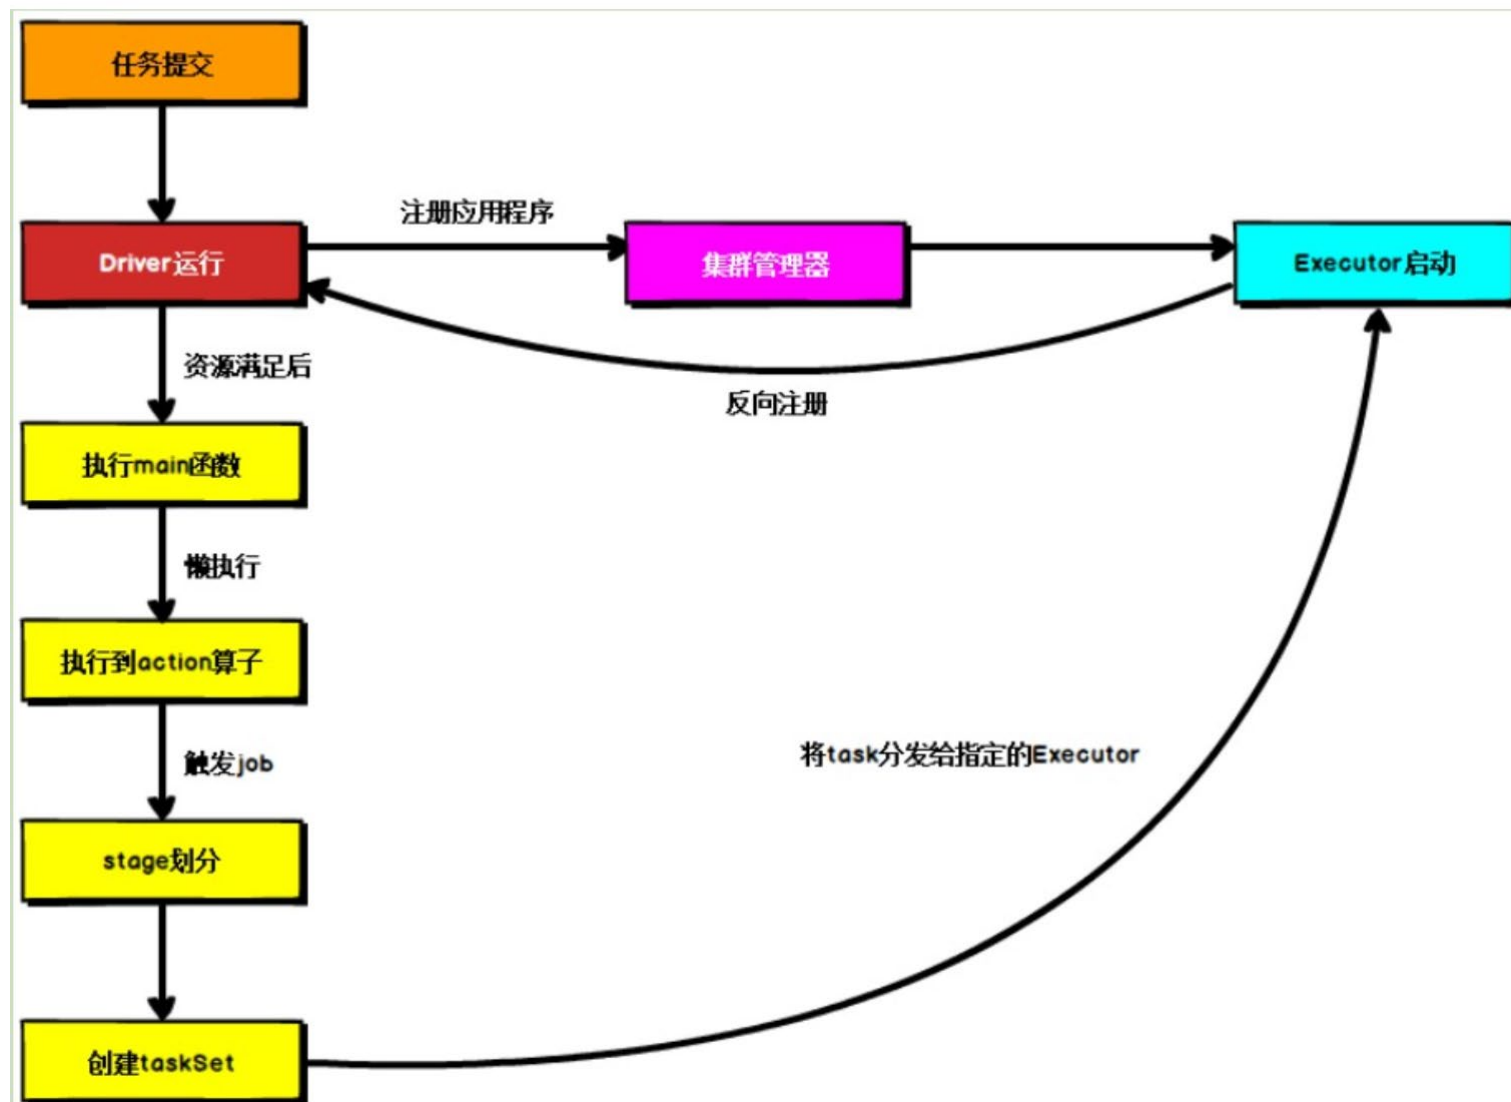 任务提交
注册应用程序
Driver运行
集群管理器
Executor启动
资源满足后
反向注册
执行main函数
懒执行
执行到action算子
将task分发给指定的Executor
触发job
stage划分
创建taskSet